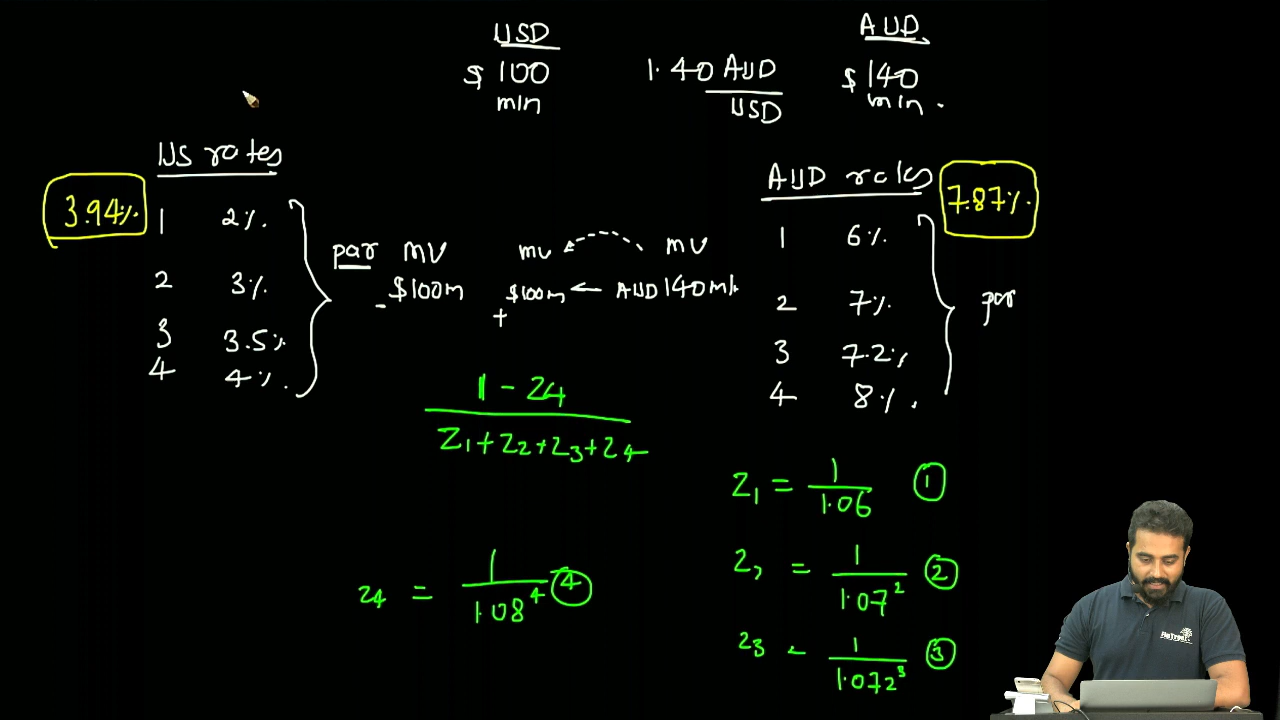 USD
$ 100
min
1.40 AUD
USD
AUD
$ 140
min.
US rates
3.94%
1 2%.
2 3%
3 3.5%
4 4%.
par MV
- $100m
mv
$100m ←
+
MV
AUD 140 mln
AUD rates
7.87%
1 6%
2 7%
3 7.2%
4 8%.
par
1 - Z4
Z1+Z2+Z3+Z4
Z1 = 1 / 1.06 ①
Z2 = 1 / 1.07² ②
Z3 = 1 / 1.072³ ③
Z4 = 1 / 1.08⁴ ④